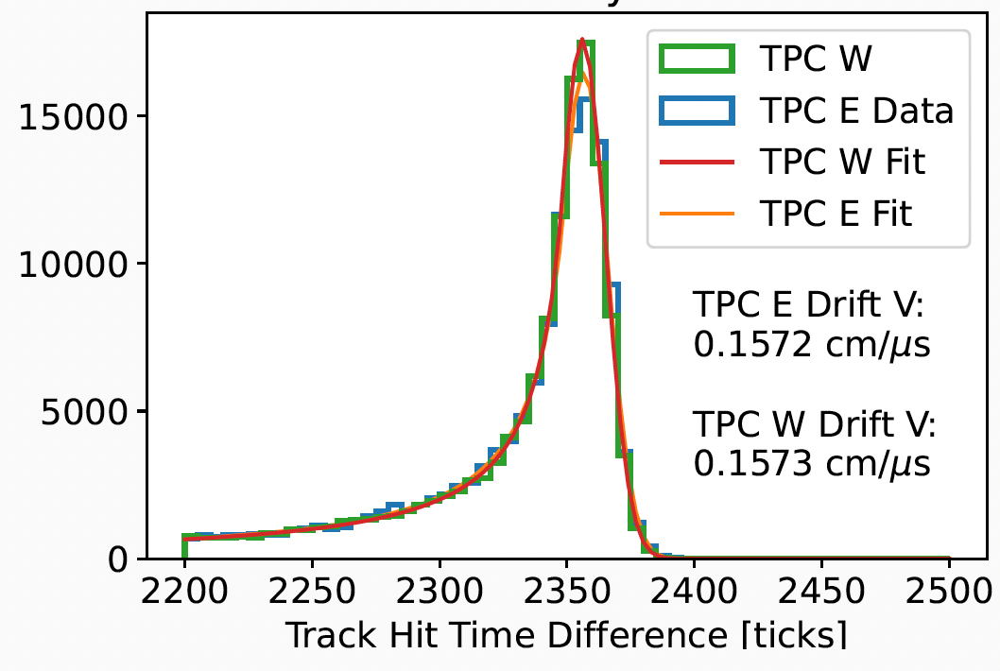 TPC W
TPC E Data
TPC W Fit
TPC E Fit
TPC E Drift V:
0.1572 cm/μs
TPC W Drift V:
0.1573 cm/μs
15000
10000
5000
0
2200 2250 2300 2350 2400 2450 2500
Track Hit Time Difference [ticks]